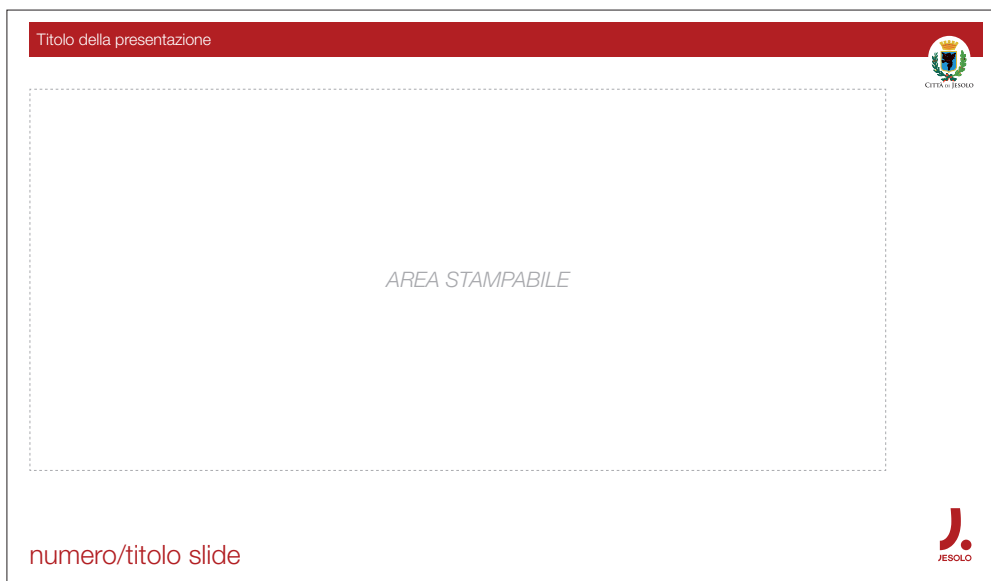 Titolo della presentazione
CITTÀ DI JESOLO
AREA STAMPABILE
numero/titolo slide
J.
JESOLO